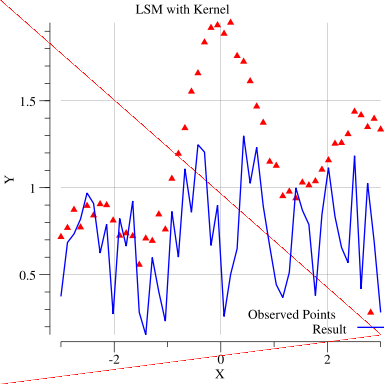 LSM with Kernel
1.5
Y
1
0.5
Observed Points
Result
-2
0
2
X